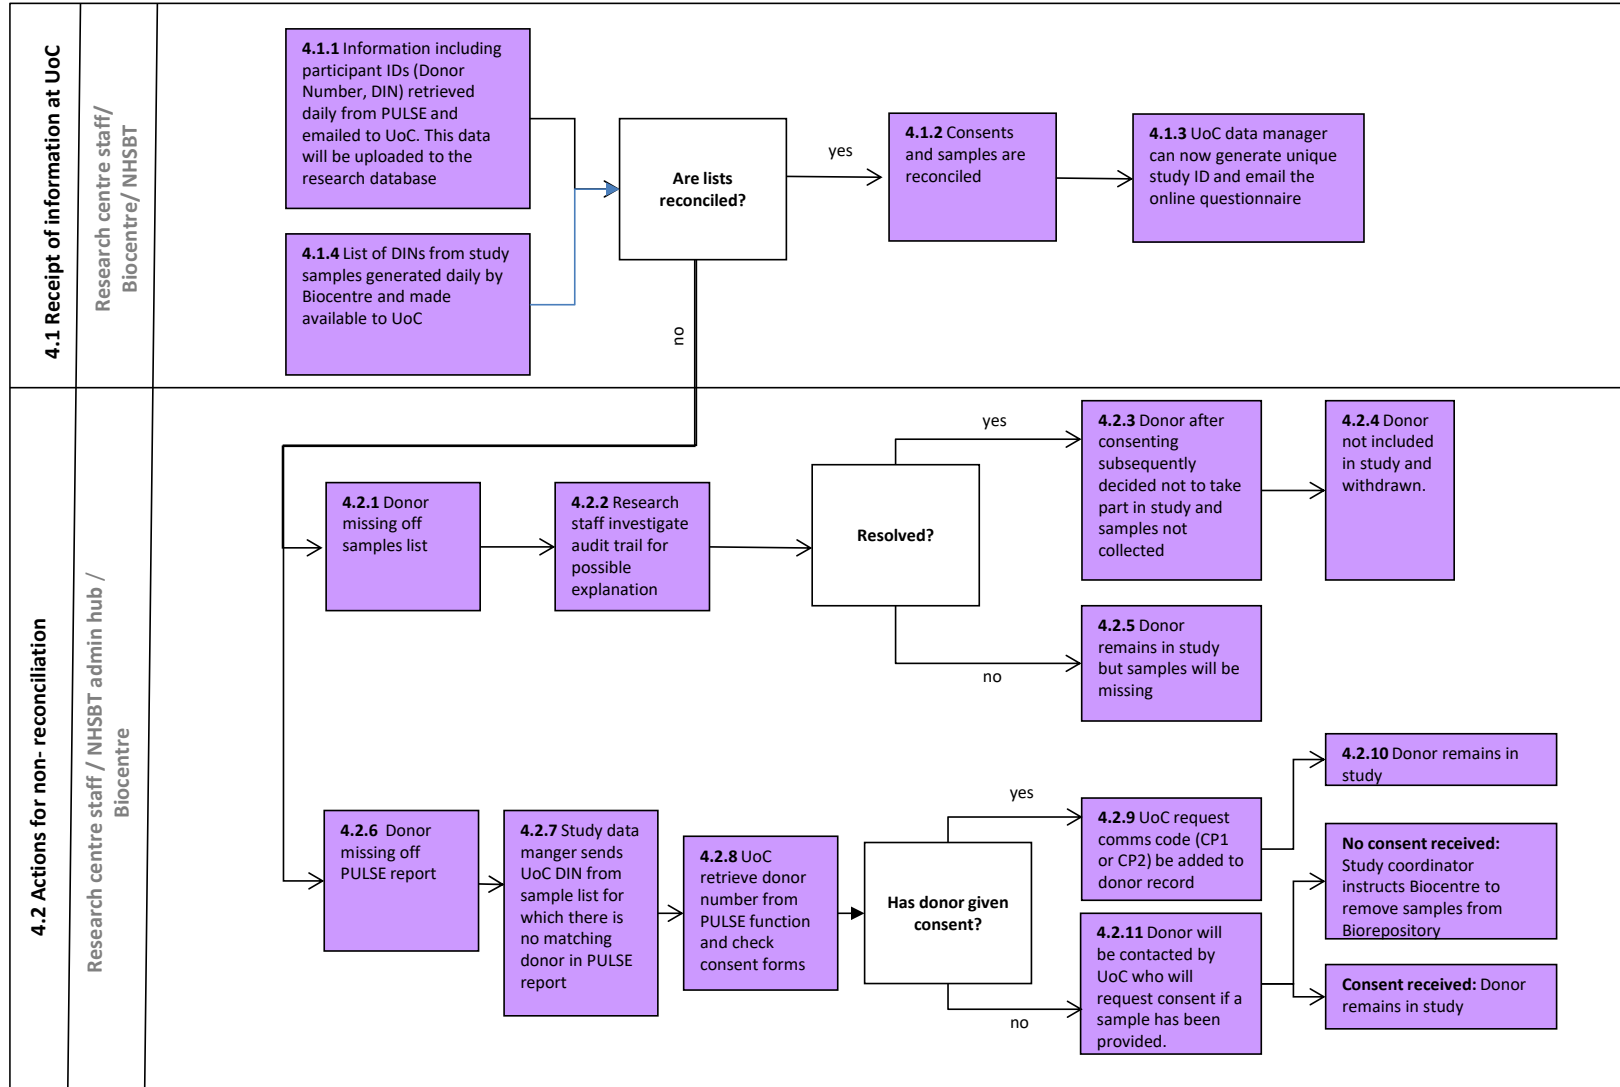 4.1 Receipt of information at UoC
Research centre staff/
Biocentre/ NHSBT
4.1.1 Information including
participant IDs (Donor
Number, DIN) retrieved
daily from PULSE and
emailed to UoC. This data
will be uploaded to the
research database
4.1.4 List of DINs from study
samples generated daily by
Biocentre and made
available to UoC
Are lists
reconciled?
yes
no
4.1.2 Consents
and samples are
reconciled
4.1.3 UoC data manager
can now generate unique
study ID and email the
online questionnaire
4.2 Actions for non- reconciliation
Research centre staff / NHSBT admin hub /
Biocentre
4.2.1 Donor
missing off
samples list
4.2.2 Research
staff investigate
audit trail for
possible
explanation
Resolved?
yes
no
4.2.3 Donor after
consenting
subsequently
decided not to take
part in study and
samples not
collected
4.2.4 Donor
not included
in study and
withdrawn.
4.2.5 Donor
remains in study
but samples will be
missing
4.2.6 Donor
missing off
PULSE report
4.2.7 Study data
manger sends
UoC DIN from
sample list for
which there is
no matching
donor in PULSE
report
4.2.8 UoC
retrieve donor
number from
PULSE function
and check
consent forms
Has donor given
consent?
yes
no
4.2.9 UoC request
comms code (CP1
or CP2) be added to
donor record
4.2.10 Donor remains in
study
4.2.11 Donor will
be contacted by
UoC who will
request consent if a
sample has been
provided.
No consent received:
Study coordinator
instructs Biocentre to
remove samples from
Biorepository
Consent received: Donor
remains in study